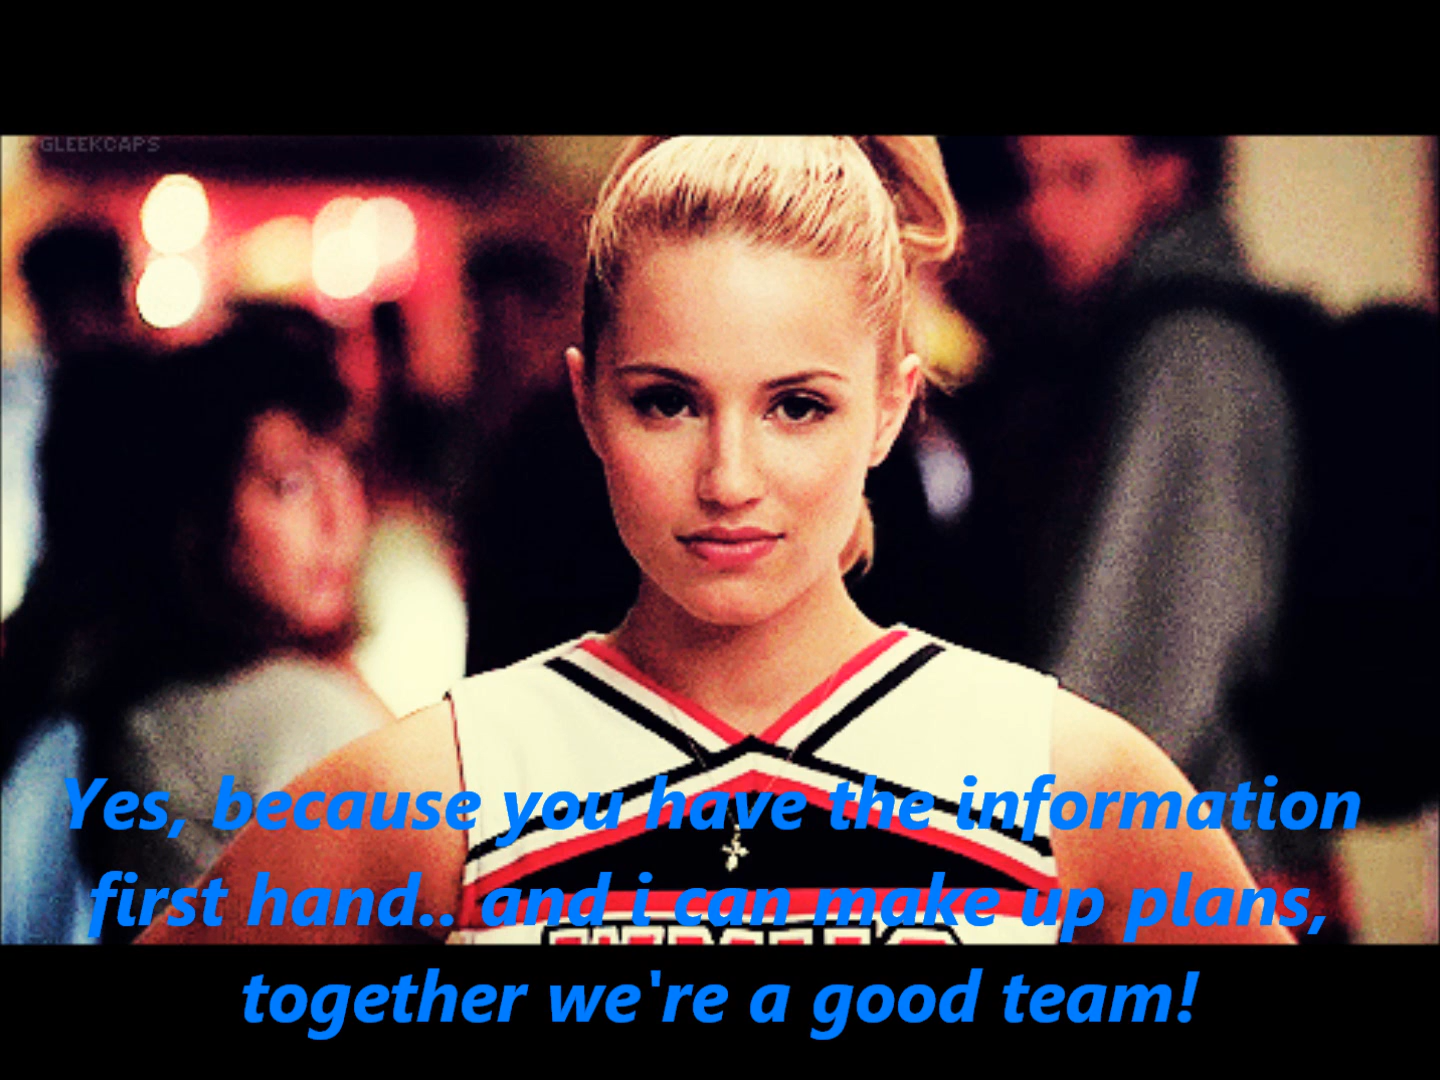 GLEEKCAPS
Yes, because you have the information
first hand.. and i can make up plans,
together we're a good team!